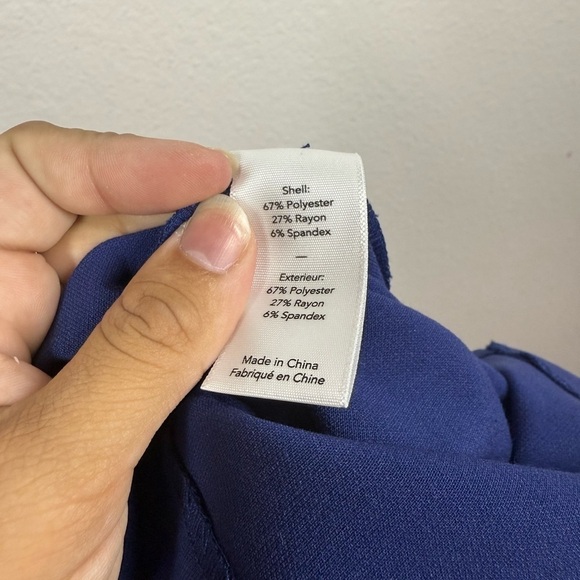 Shell:
67% Polyester
27% Rayon
6% Spandex
—
Exterieur:
67% Polyester
27% Rayon
6% Spandex
Made in China
Fabriqué en Chine